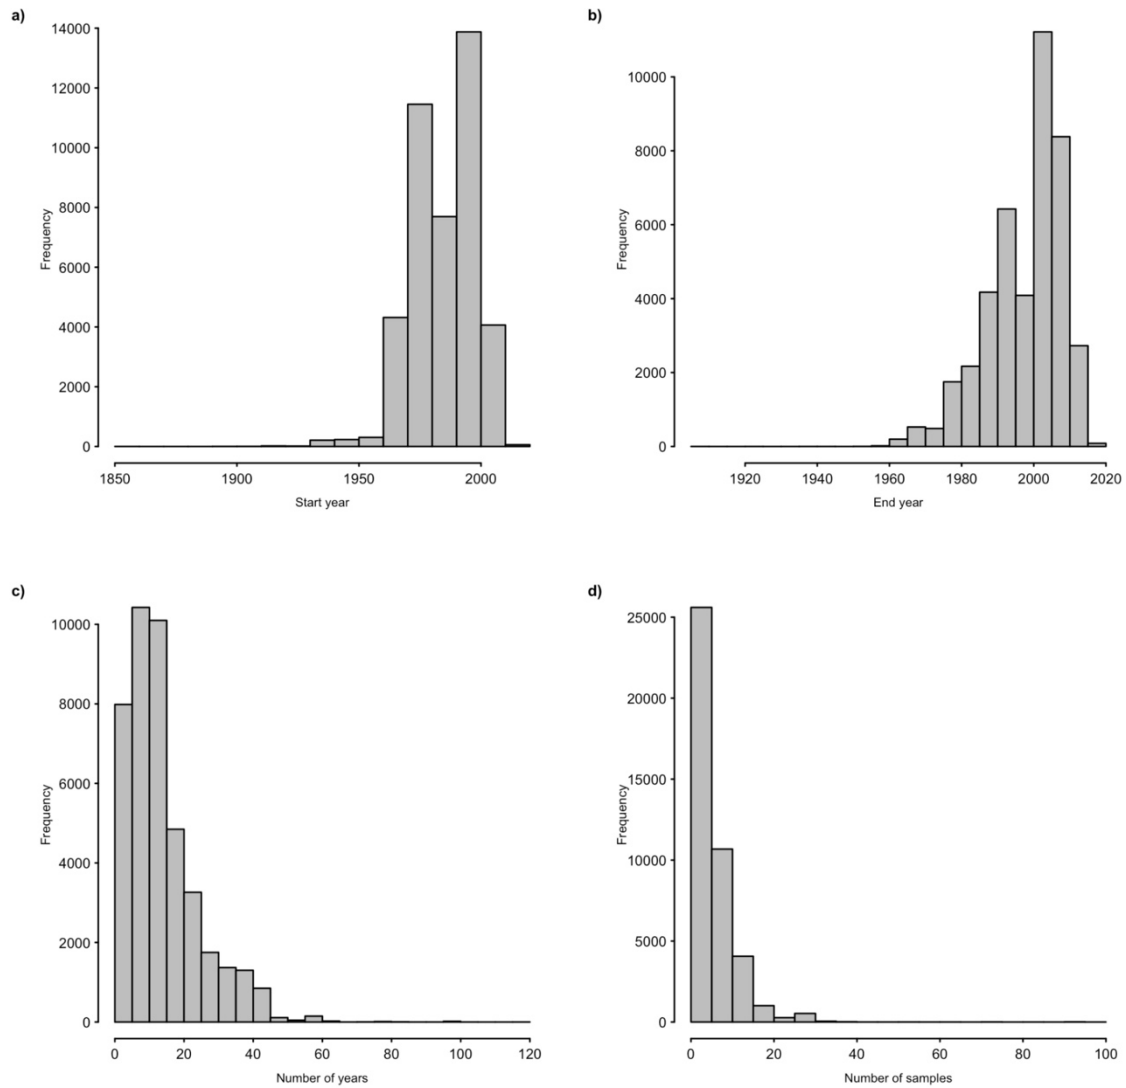 a)
14000
12000
10000
8000
6000
4000
2000
0
Frequency
1850 1900 1950 2000
Start year
b)
10000
8000
6000
4000
2000
0
Frequency
1920 1940 1960 1980 2000 2020
End year
c)
10000
8000
6000
4000
2000
0
Frequency
0 20 40 60 80 100 120
Number of years
d)
25000
20000
15000
10000
5000
0
Frequency
0 20 40 60 80 100
Number of samples